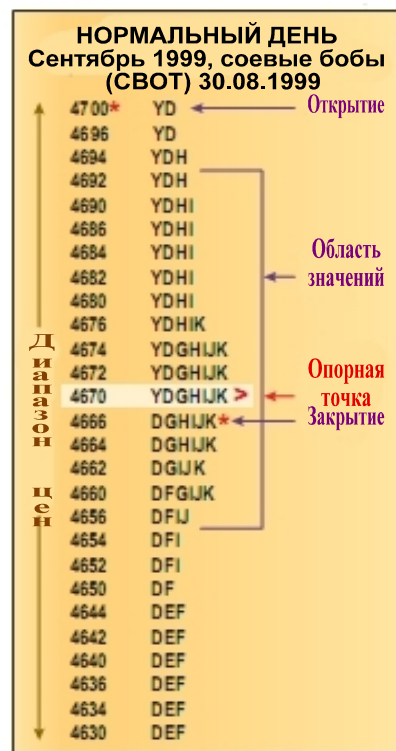 НОРМАЛЬНЫЙ ДЕНЬ
Сентябрь 1999, соевые бобы
(СВОТ) 30.08.1999
4700* YD Открытие
4696 YD
4694 YDH
4692 YDH
4690 YDHI
4686 YDHI
4684 YDHI Область
4682 YDHI значений
4680 YDHI
4676 YDHIK
4674 YDGHIJK
4672 YDGHIJK Опорная
4670 YDGHIJK > точка
4666 DGHIJK* Закрытие
4664 DGHIJK
4662 DGIJK
4660 DFGIJK
4656 DFIJ
4654 DFI
4652 DFI
4650 DF
4644 DEF
4642 DEF
4640 DEF
4636 DEF
4634 DEF
4630 DEF
Диапазон цен